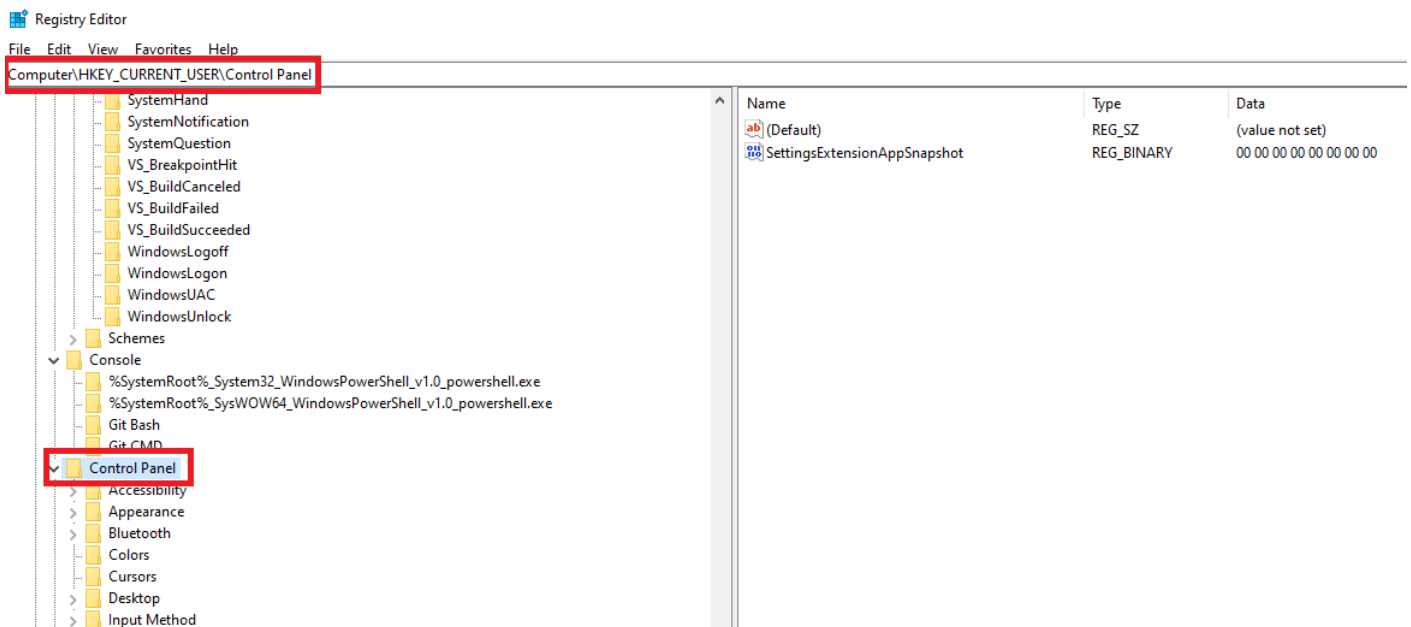 Registry Editor
File Edit View Favorites Help
Computer\HKEY_CURRENT_USER\Control Panel
SystemHand
SystemNotification
SystemQuestion
VS_BreakpointHit
VS_BuildCanceled
VS_BuildFailed
VS_BuildSucceeded
WindowsLogoff
WindowsLogon
WindowsUAC
WindowsUnlock
Schemes
Console
%SystemRoot%_System32_WindowsPowerShell_v1.0_powershell.exe
%SystemRoot%_SysWOW64_WindowsPowerShell_v1.0_powershell.exe
Git Bash
Git CMD
Control Panel
Accessibility
Appearance
Bluetooth
Colors
Cursors
Desktop
Input Method
Name Type Data
ab (Default) REG_SZ (value not set)
SettingsExtensionAppSnapshot REG_BINARY 00 00 00 00 00 00 00 00